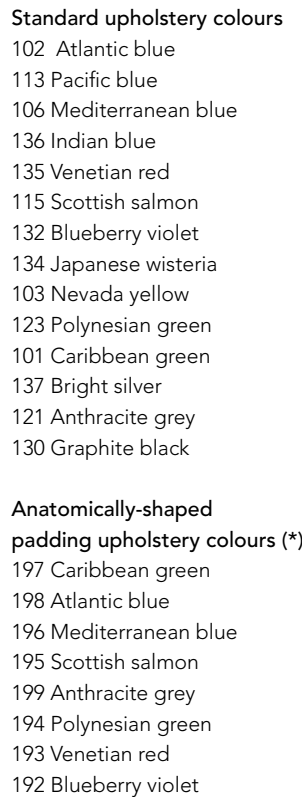 Standard upholstery colours
102 Atlantic blue
113 Pacific blue
106 Mediterranean blue
136 Indian blue
135 Venetian red
115 Scottish salmon
132 Blueberry violet
134 Japanese wisteria
103 Nevada yellow
123 Polynesian green
101 Caribbean green
137 Bright silver
121 Anthracite grey
130 Graphite black
Anatomically-shaped
padding upholstery colours (*)
197 Caribbean green
198 Atlantic blue
196 Mediterranean blue
195 Scottish salmon
199 Anthracite grey
194 Polynesian green
193 Venetian red
192 Blueberry violet